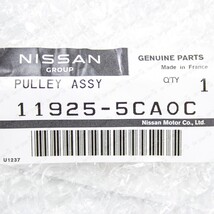 NISSAN
GROUP
GENUINE PARTS
Made in France
PULLEY ASSY
QTY 1
11925-5CA0C
Nissan Motor Co., Ltd.
U1237